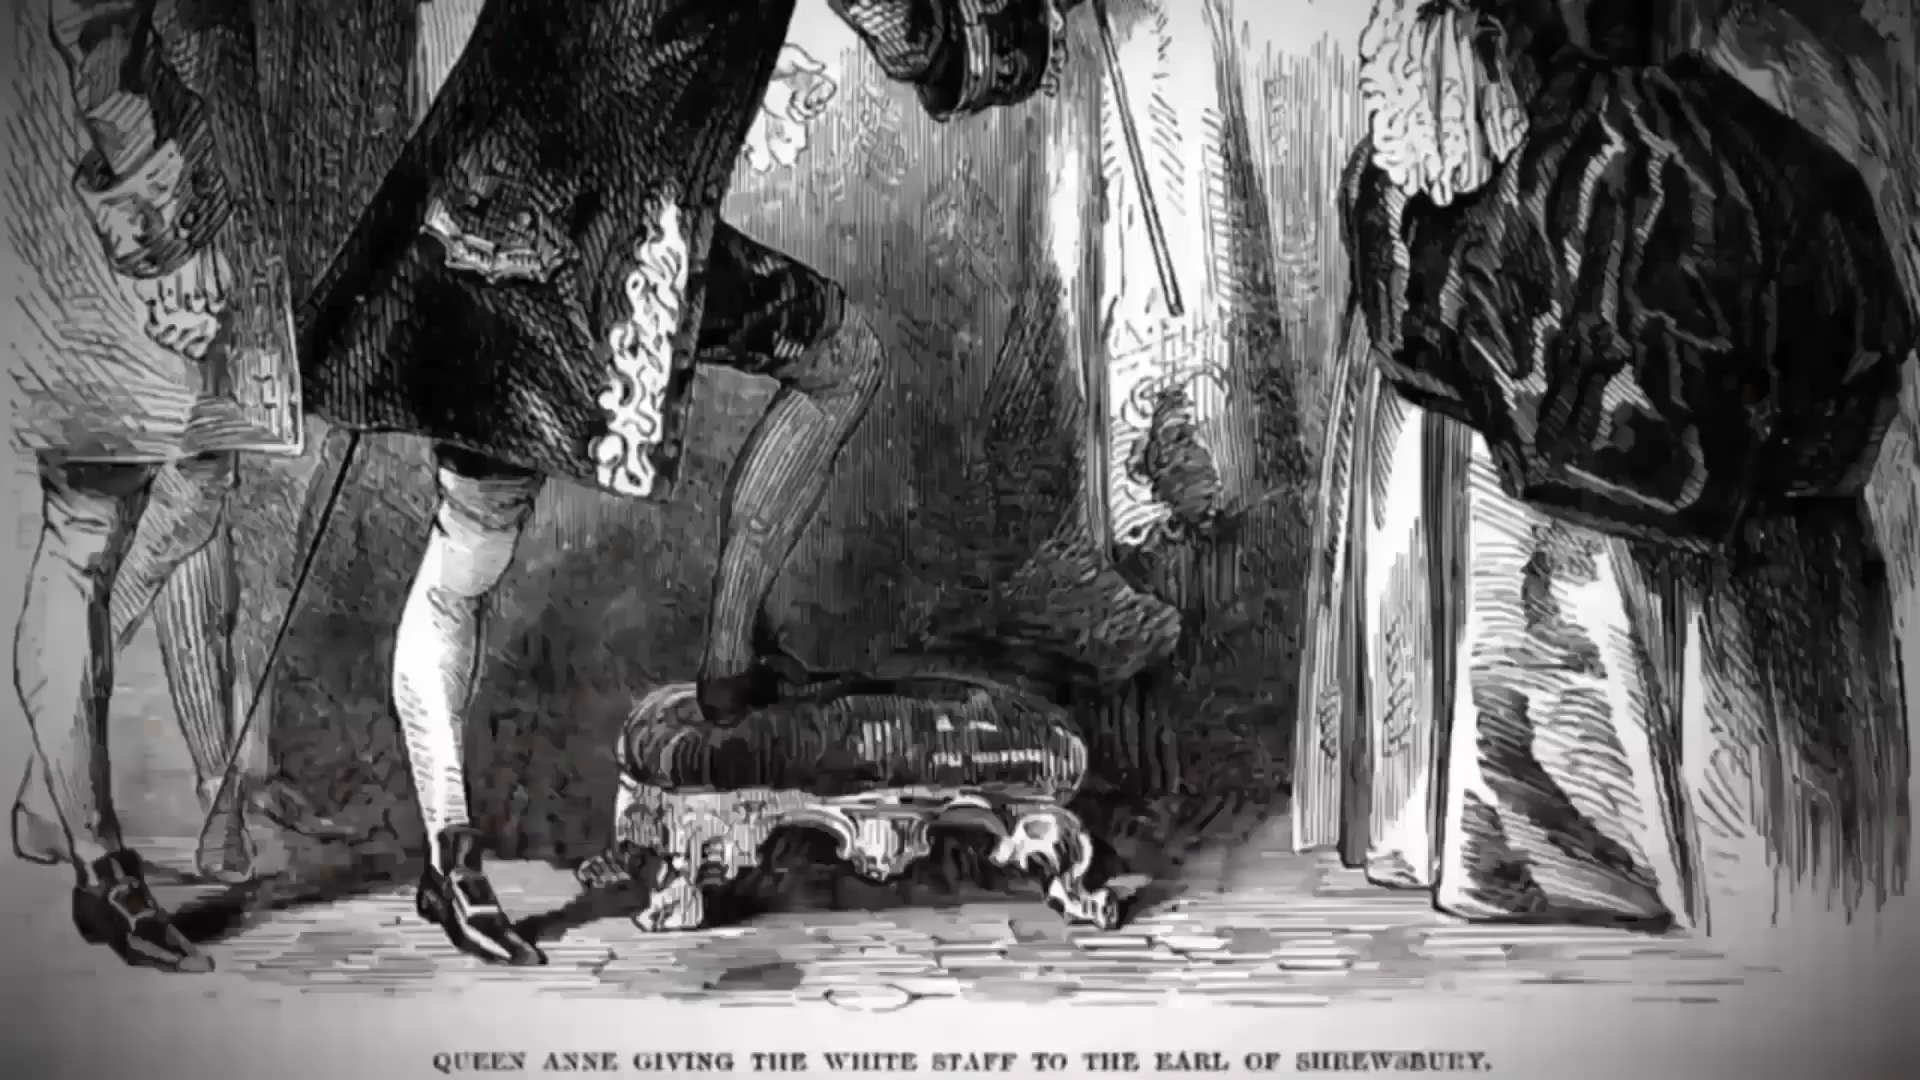 QUEEN ANNE GIVING THE WHITE STAFF TO THE EARL OF SHREWSBURY.